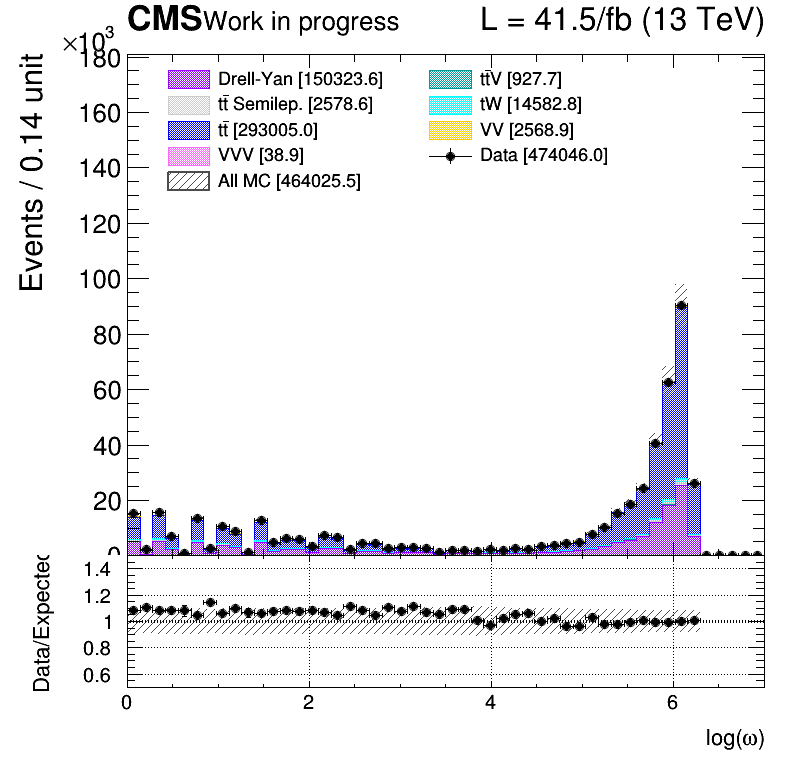 CMS Work in progress L = 41.5/fb (13 TeV)
×10³
Drell-Yan [150323.6] tt̄V [927.7]
tt̄ Semilep. [2578.6] tW [14582.8]
tt̄ [293005.0] VV [2568.9]
VVV [38.9] Data [474046.0]
All MC [464025.5]
Events / 0.14 unit
180
160
140
120
100
80
60
40
20
0
Data/Expected
1.4
1.2
1
0.8
0.6
0 2 4 6
log(ω)